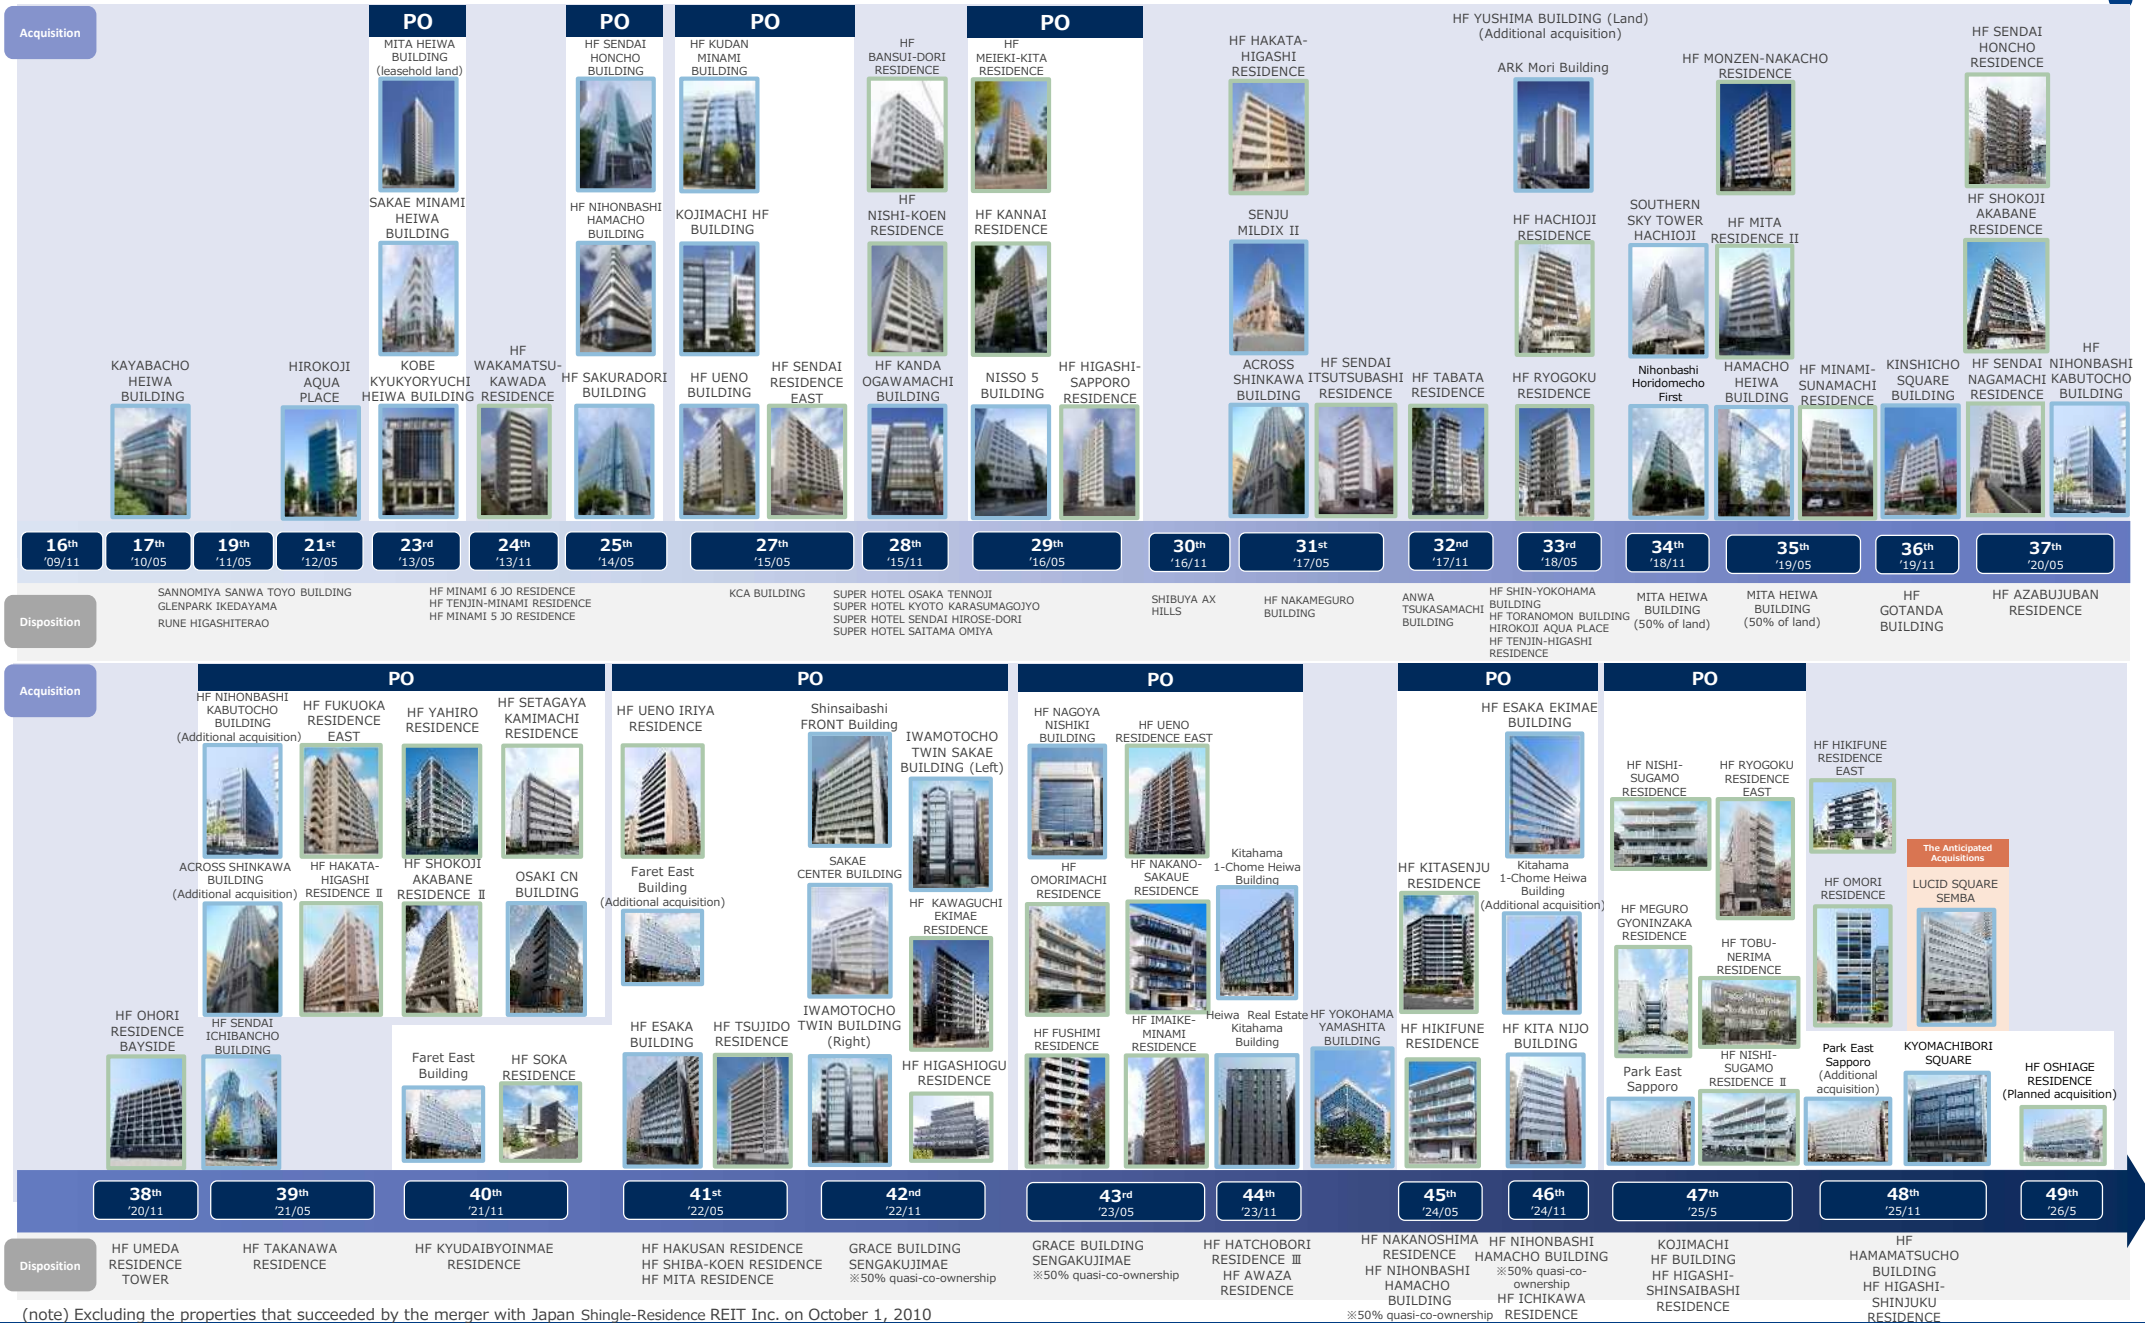 Acquisition
PO
PO
PO
PO
MITA HEIWA
BUILDING
(leasehold land)
HF SENDAI
HONCHO
BUILDING
HF KUDAN
MINAMI
BUILDING
HF
BANSUI-DORI
RESIDENCE
HF
MEIEKI-KITA
RESIDENCE
HF HAKATA-
HIGASHI
RESIDENCE
HF YUSHIMA BUILDING (Land)
(Additional acquisition)
ARK Mori Building
HF MONZEN-NAKACHO
RESIDENCE
HF SENDAI
HONCHO
RESIDENCE
SAKAE MINAMI
HEIWA
BUILDING
HF NIHONBASHI
HAMACHO
BUILDING
KOJIMACHI HF
BUILDING
HF
NISHI-KOEN
RESIDENCE
HF KANNAI
RESIDENCE
SENJU
MILDIX II
HF HACHIOJI
RESIDENCE
SOUTHERN
SKY TOWER
HACHIOJI
HF MITA
RESIDENCE II
HF SHOKOJI
AKABANE
RESIDENCE
KAYABACHO
HEIWA
BUILDING
HIROKOJI
AQUA
PLACE
KOBE
KYUKYORYUCHI
HEIWA BUILDING
HF
WAKAMATSU-
KAWADA
RESIDENCE
HF SAKURADORI
BUILDING
HF UENO
BUILDING
HF SENDAI
RESIDENCE
EAST
HF KANDA
OGAWAMACHI
BUILDING
NISSO 5
BUILDING
HF HIGASHI-
SAPPORO
RESIDENCE
ACROSS
SHINKAWA
BUILDING
HF SENDAI
ITSUTSUBASHI
RESIDENCE
HF TABATA
RESIDENCE
HF RYOGOKU
RESIDENCE
Nihonbashi
Horidomecho
First
HAMACHO
HEIWA
BUILDING
HF MINAMI-
SUNAMACHI
RESIDENCE
KINSHICHO
SQUARE
BUILDING
HF SENDAI
NAGAMACHI
RESIDENCE
HF
NIHONBASHI
KABUTOCHO
BUILDING
16th
'09/11
17th
'10/05
19th
'11/05
21st
'12/05
23rd
'13/05
24th
'13/11
25th
'14/05
27th
'15/05
28th
'15/11
29th
'16/05
30th
'16/11
31st
'17/05
32nd
'17/11
33rd
'18/05
34th
'18/11
35th
'19/05
36th
'19/11
37th
'20/05
Disposition
SANNOMIYA SANWA TOYO BUILDING
GLENPARK IKEDAYAMA
RUNE HIGASHITERAO
HF MINAMI 6 JO RESIDENCE
HF TENJIN-MINAMI RESIDENCE
HF MINAMI 5 JO RESIDENCE
KCA BUILDING
SUPER HOTEL OSAKA TENNOJI
SUPER HOTEL KYOTO KARASUMAGOJYO
SUPER HOTEL SENDAI HIROSE-DORI
SUPER HOTEL SAITAMA OMIYA
SHIBUYA AX
HILLS
HF NAKAMEGURO
BUILDING
ANWA
TSUKASAMACHI
BUILDING
HF SHIN-YOKOHAMA
BUILDING
HF TORANOMON BUILDING
HIROKOJI AQUA PLACE
HF TENJIN-HIGASHI
RESIDENCE
MITA HEIWA
BUILDING
(50% of land)
MITA HEIWA
BUILDING
(50% of land)
HF
GOTANDA
BUILDING
HF AZABUJUBAN
RESIDENCE
Acquisition
PO
PO
PO
PO
PO
HF NIHONBASHI
KABUTOCHO
BUILDING
(Additional acquisition)
HF FUKUOKA
RESIDENCE
EAST
HF YAHIRO
RESIDENCE
HF SETAGAYA
KAMIMACHI
RESIDENCE
HF UENO IRIYA
RESIDENCE
Shinsaibashi
FRONT Building
IWAMOTOCHO
TWIN SAKAE
BUILDING (Left)
HF NAGOYA
NISHIKI
BUILDING
HF UENO
RESIDENCE EAST
HF ESAKA EKIMAE
BUILDING
HF NISHI-
SUGAMO
RESIDENCE
HF RYOGOKU
RESIDENCE
EAST
HF HIKIFUNE
RESIDENCE
EAST
The Anticipated
Acquisitions
ACROSS SHINKAWA
BUILDING
(Additional acquisition)
HF HAKATA-
HIGASHI
RESIDENCE Ⅱ
HF SHOKOJI
AKABANE
RESIDENCE Ⅱ
OSAKI CN
BUILDING
Faret East
Building
(Additional acquisition)
SAKAE
CENTER BUILDING
HF KAWAGUCHI
EKIMAE
RESIDENCE
HF
OMORIMACHI
RESIDENCE
HF NAKANO-
SAKAUE
RESIDENCE
Kitahama
1-Chome Heiwa
Building
HF KITASENJU
RESIDENCE
Kitahama
1-Chome Heiwa
Building
(Additional acquisition)
HF MEGURO
GYONINZAKA
RESIDENCE
HF TOBU-
NERIMA
RESIDENCE
HF OMORI
RESIDENCE
LUCID SQUARE
SEMBA
HF OHORI
RESIDENCE
BAYSIDE
HF SENDAI
ICHIBANCHO
BUILDING
Faret East
Building
HF SOKA
RESIDENCE
HF ESAKA
BUILDING
HF TSUJIDO
RESIDENCE
IWAMOTOCHO
TWIN BUILDING
(Right)
HF HIGASHIOGU
RESIDENCE
HF FUSHIMI
RESIDENCE
HF IMAIKE-
MINAMI
RESIDENCE
Heiwa Real Estate
Kitahama
Building
HF YOKOHAMA
YAMASHITA
BUILDING
HF HIKIFUNE
RESIDENCE
HF KITA NIJO
BUILDING
Park East
Sapporo
HF NISHI-
SUGAMO
RESIDENCE Ⅱ
Park East
Sapporo
(Additional
acquisition)
KYOMACHIBORI
SQUARE
HF OSHIAGE
RESIDENCE
(Planned acquisition)
38th
'20/11
39th
'21/05
40th
'21/11
41st
'22/05
42nd
'22/11
43rd
'23/05
44th
'23/11
45th
'24/05
46th
'24/11
47th
'25/5
48th
'25/11
49th
'26/5
Disposition
HF UMEDA
RESIDENCE
TOWER
HF TAKANAWA
RESIDENCE
HF KYUDAIBYOINMAE
RESIDENCE
HF HAKUSAN RESIDENCE
HF SHIBA-KOEN RESIDENCE
HF MITA RESIDENCE
GRACE BUILDING
SENGAKUJIMAE
※50% quasi-co-ownership
GRACE BUILDING
SENGAKUJIMAE
※50% quasi-co-ownership
HF HATCHOBORI
RESIDENCE Ⅲ
HF AWAZA
RESIDENCE
HF NAKANOSHIMA
RESIDENCE
HF NIHONBASHI
HAMACHO
BUILDING
※50% quasi-co-ownership
HF NIHONBASHI
HAMACHO BUILDING
※50% quasi-co-
ownership
HF ICHIKAWA
RESIDENCE
KOJIMACHI
HF BUILDING
HF HIGASHI-
SHINSAIBASHI
RESIDENCE
HF
HAMAMATSUCHO
BUILDING
HF HIGASHI-
SHINJUKU
RESIDENCE
(note) Excluding the properties that succeeded by the merger with Japan Shingle-Residence REIT Inc. on October 1, 2010